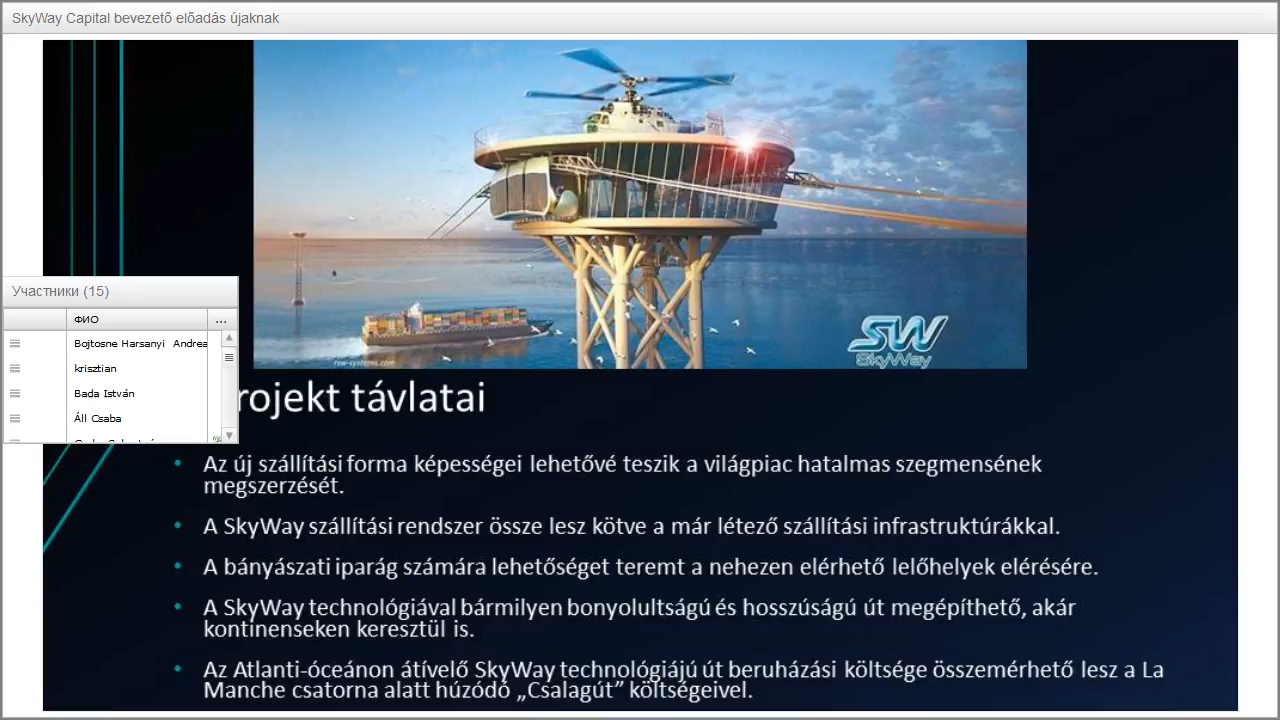 SkyWay Capital bevezető előadás újaknak
SW
SkyWay
rsw-systems.com
Участники (15)
ФИО
...
Bojtosne Harsanyi Andrea
krisztian
Bada István
Áll Csaba
rojekt távlatai
• Az új szállítási forma képességei lehetővé teszik a világpiac hatalmas szegmensének
megszerzését.
• A SkyWay szállítási rendszer össze lesz kötve a már létező szállítási infrastruktúrákkal.
• A bányászati iparág számára lehetőséget teremt a nehezen elérhető lelőhelyek elérésére.
• A SkyWay technológiával bármilyen bonyolultságú és hosszúságú út megépíthető, akár
kontinenseken keresztül is.
• Az Atlanti-óceánon átívelő SkyWay technológiájú út beruházási költsége összemérhető lesz a La
Manche csatorna alatt húzódó „Csalagút” költségeivel.